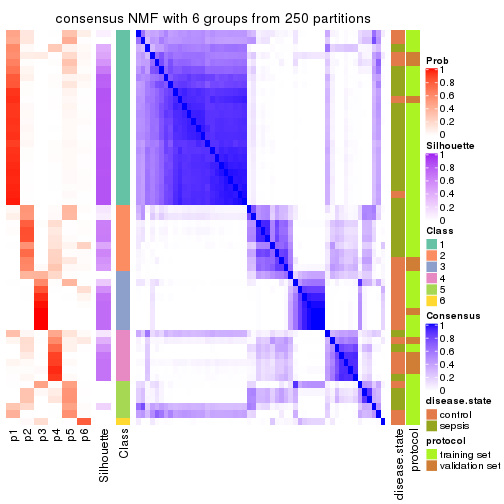 consensus NMF with 6 groups from 250 partitions
Prob
1
0.8
0.6
0.4
0.2
0
Silhouette
1
0.8
0.6
0.4
0.2
0
Class
1
2
3
4
5
6
Consensus
1
0.8
0.6
0.4
0.2
0
disease.state
control
sepsis
protocol
training set
validation set
p1
p2
p3
p4
p5
p6
Silhouette
Class
disease.state
protocol